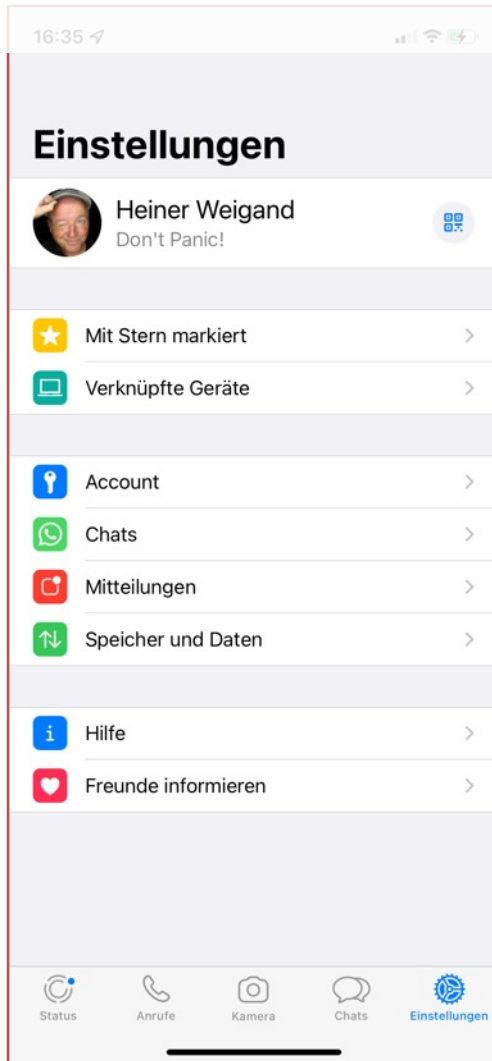 16:35
Einstellungen
Heiner Weigand
Don't Panic!
Mit Stern markiert
Verknüpfte Geräte
Account
Chats
Mitteilungen
Speicher und Daten
Hilfe
Freunde informieren
Status Anrufe Kamera Chats Einstellungen